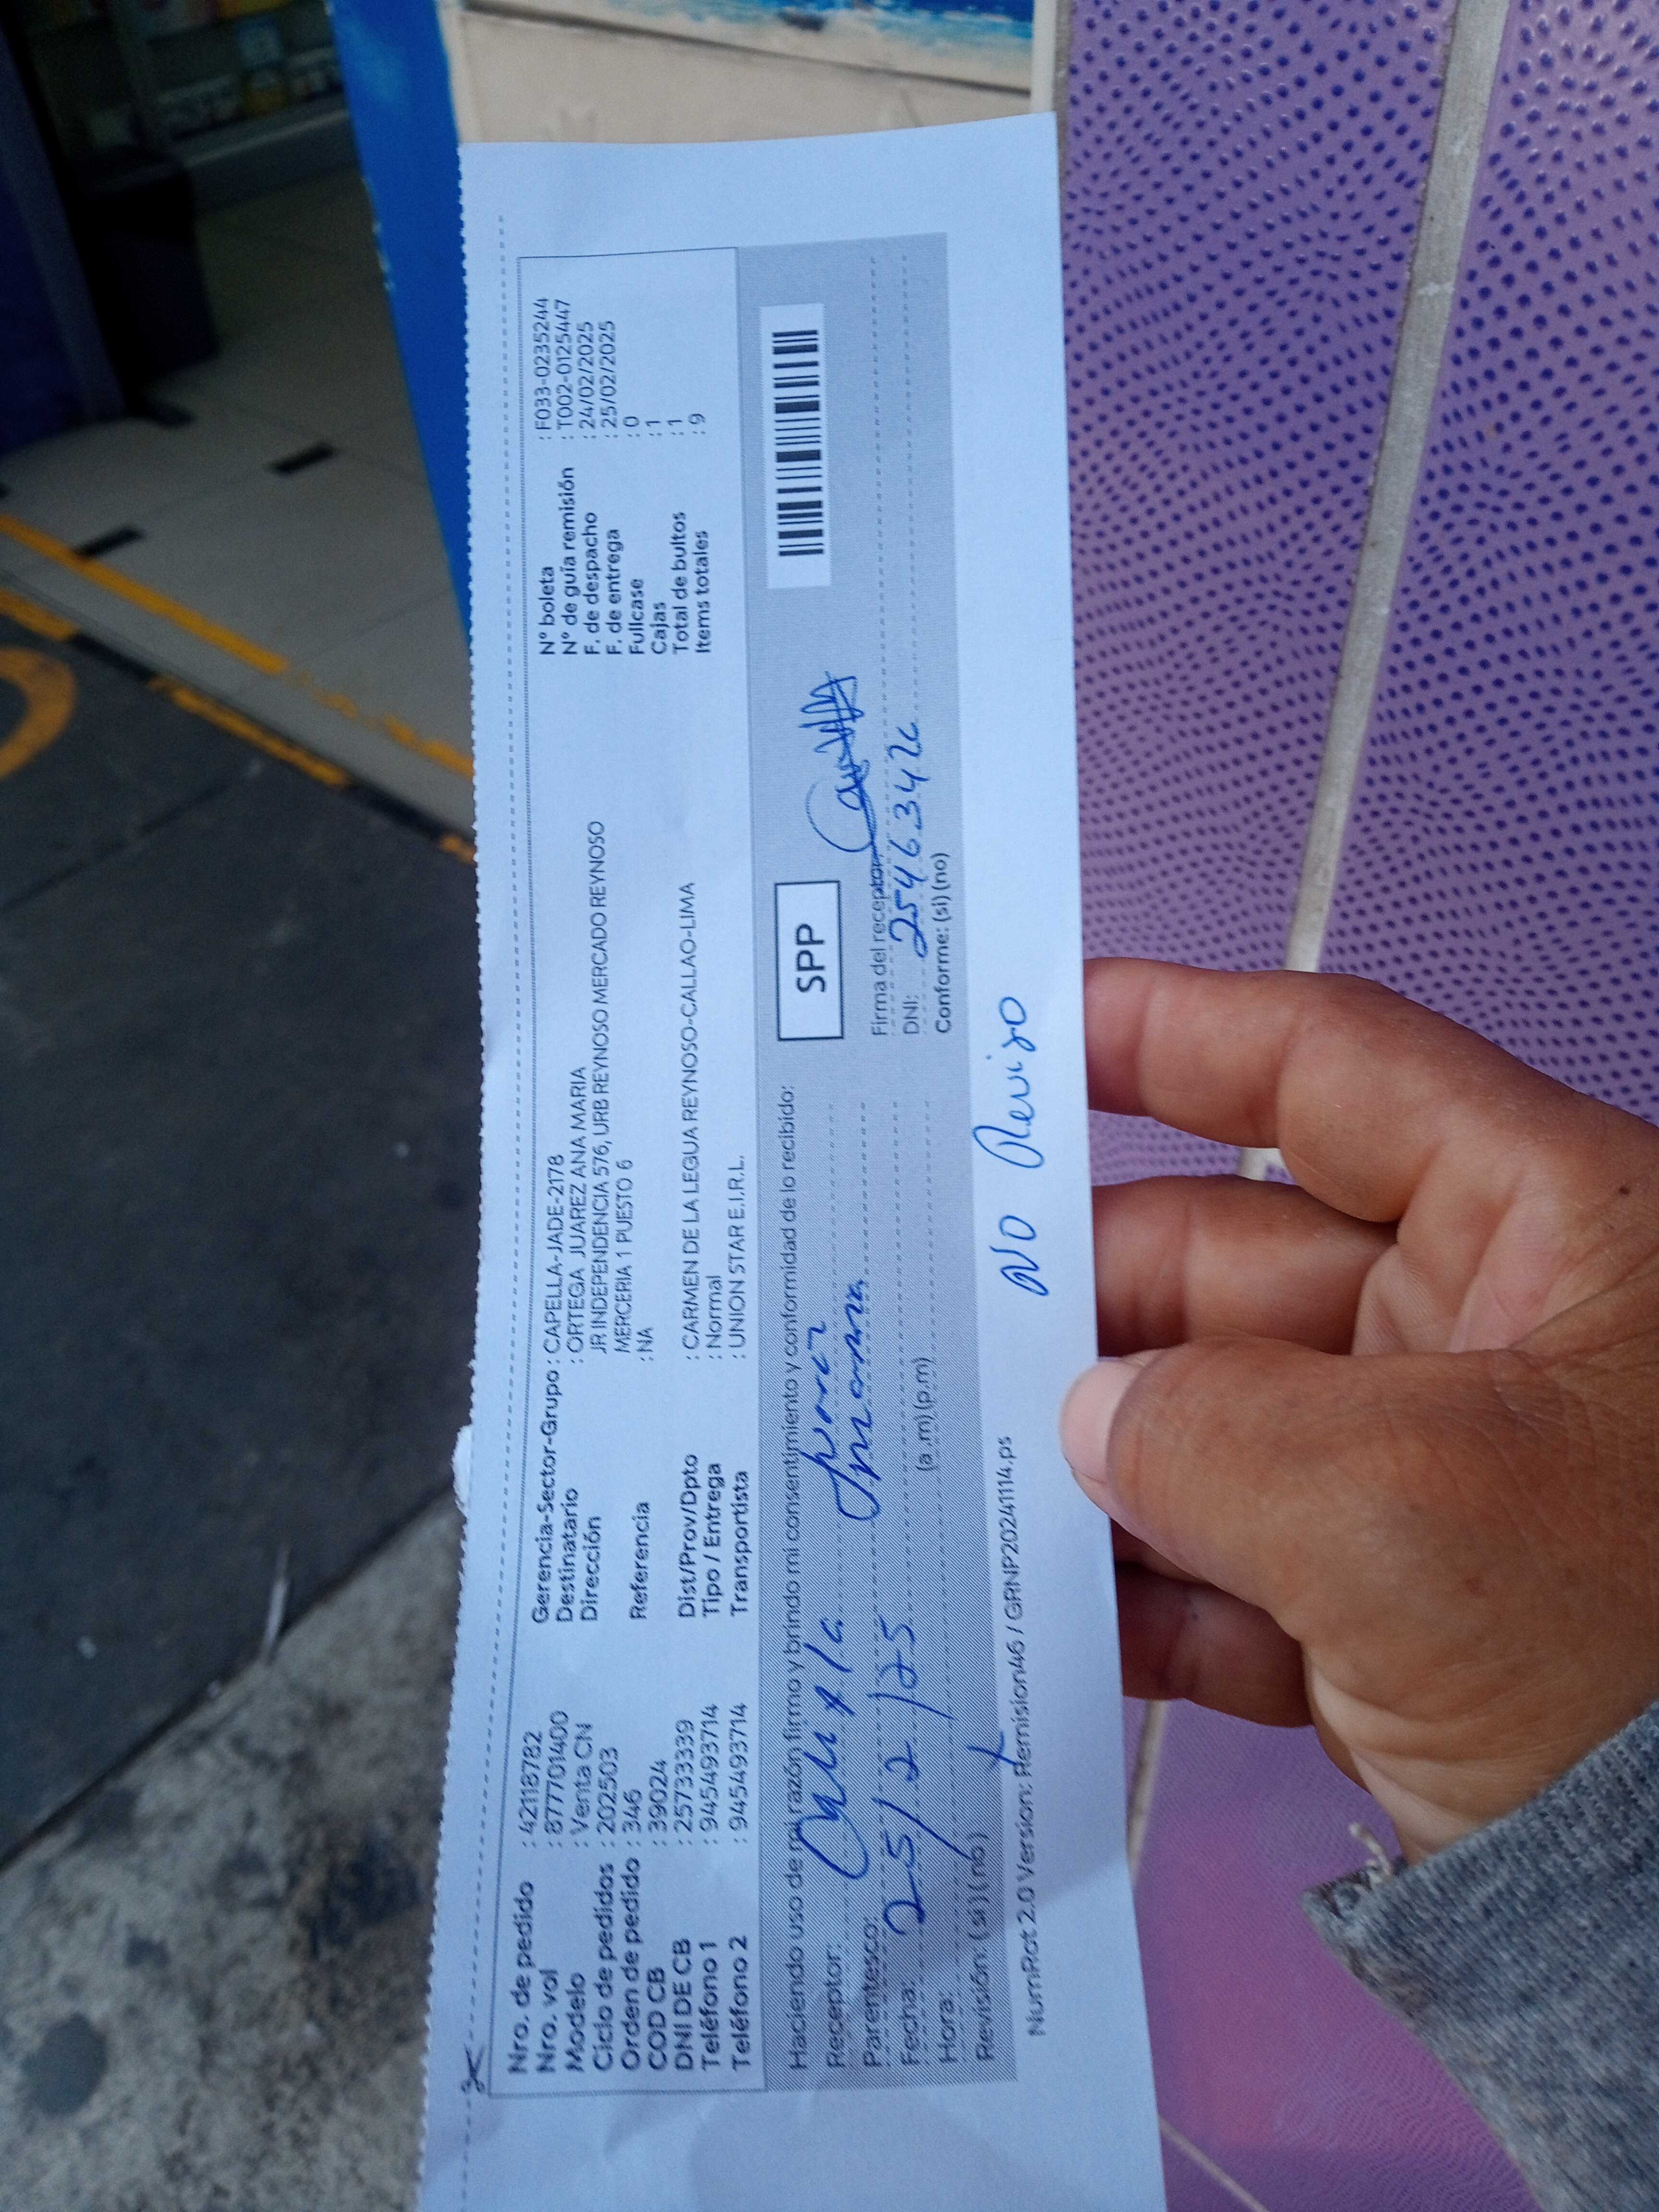 Nro. de pedido : 42118782
Nro. vol : 877701400
Modelo : Venta CN
Ciclo de pedidos : 202503
Orden de pedido : 346
COD CB : 39024
DNI DE CB : 25733339
Teléfono 1 : 945493714
Teléfono 2 : 945493714
Gerencia-Sector-Grupo : CAPELLA-JADE-2178
Destinatario : ORTEGA JUAREZ ANA MARIA
Dirección JR INDEPENDENCIA 576, URB REYNOSO MERCADO REYNOSO
MERCERIA 1 PUESTO 6
Referencia : NA
Dist/Prov/Dpto : CARMEN DE LA LEGUA REYNOSO-CALLAO-LIMA
Tipo / Entrega : Normal
Transportista : UNION STAR E.I.R.L.
N° boleta : F033-0235244
N° de guía remisión : T002-0125447
F. de despacho : 24/02/2025
F. de entrega : 25/02/2025
Fullcase : 0
Cajas : 1
Total de bultos : 1
Items totales : 9
Haciendo uso de mi razón firmo y brindo mi consentimiento y conformidad de lo recibido:
Receptor:
Parentesco:
Fecha: 25/2/25
Hora: (a.m) (p.m)
Revisión: (si) (no)
SPP
Firma del receptor:
DNI:
Conforme: (si) (no)
NO Reviso
NumRot 2.0 Version: Remision46 / GRNP20241114.ps